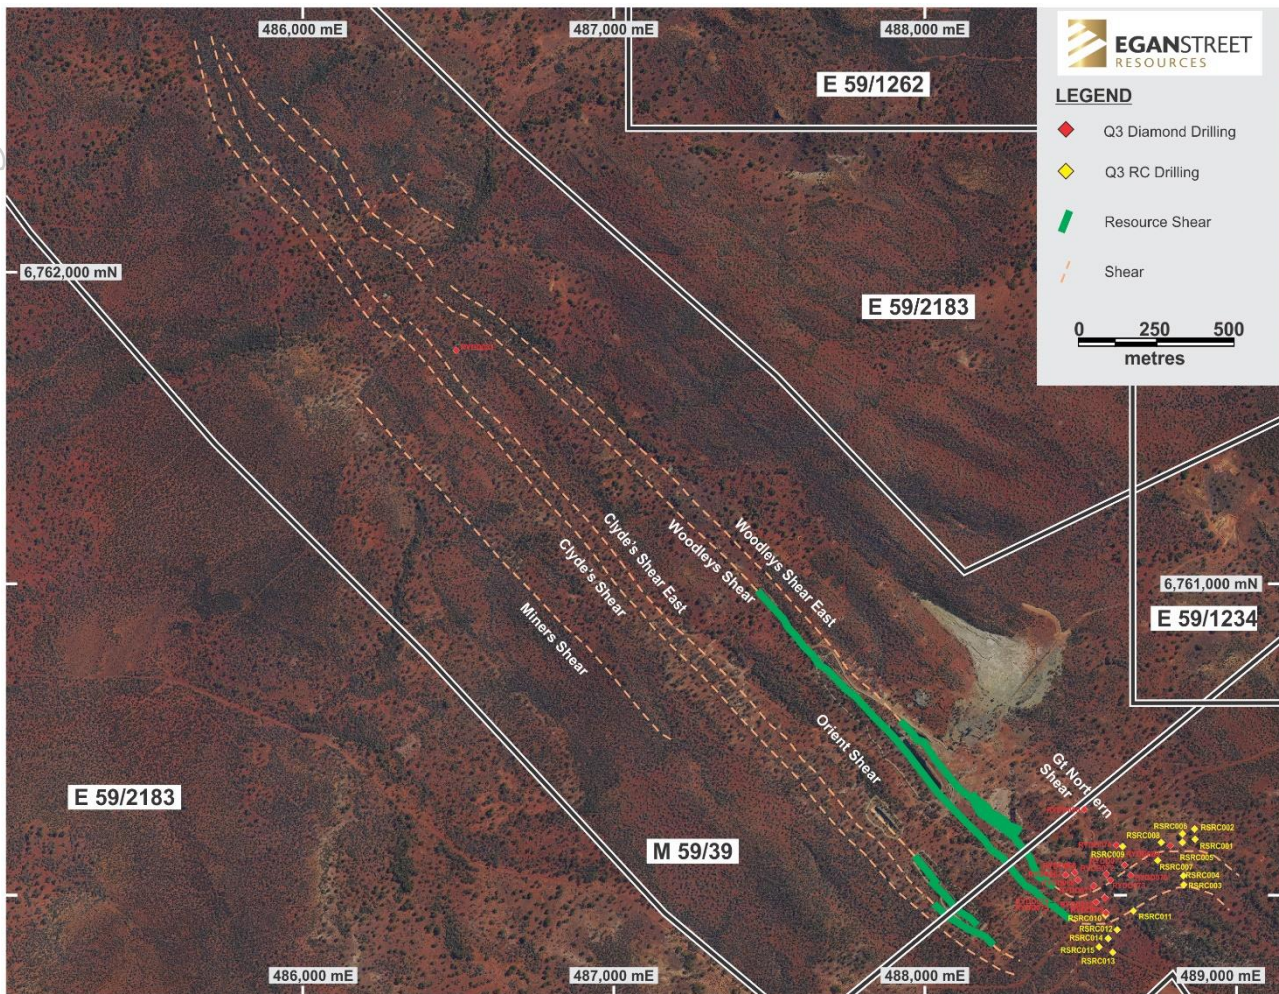 486,000 mE
487,000 mE
488,000 mE
EGANSTREET
RESOURCES
E 59/1262
LEGEND
Q3 Diamond Drilling
Q3 RC Drilling
Resource Shear
Shear
6,762,000 mN
E 59/2183
0 250 500
metres
Woodleys Shear East
Woodleys Shear
Clyde's Shear East
Clyde's Shear
Miners Shear
6,761,000 mN
E 59/1234
Orient Shear
Gt Northern
Shear
E 59/2183
M 59/39
RSRC006
RSRC002
RSRC008
RSRC001
RSRC009
RSRC005
RSRC007
RSRC004
RSRC003
RSRC010
RSRC011
RSRC012
RSRC014
RSRC015
RSRC013
486,000 mE
487,000 mE
488,000 mE
489,000 mE